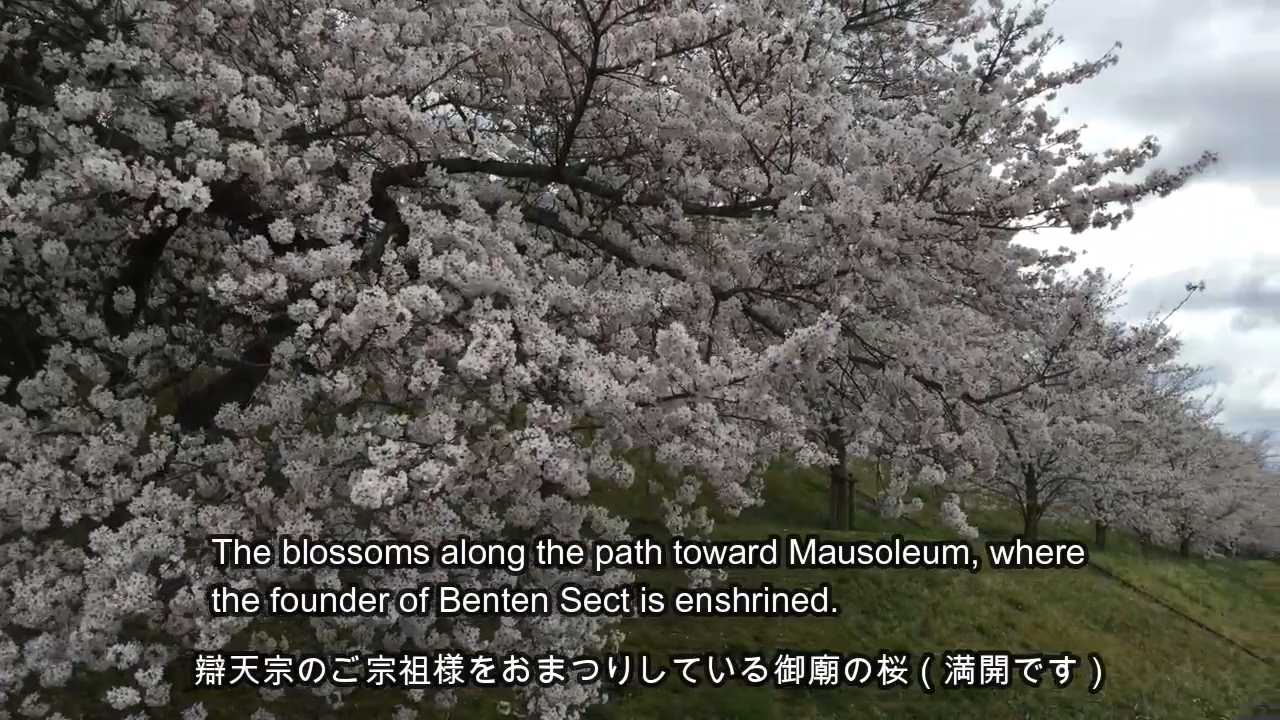 The blossoms along the path toward Mausoleum, where
the founder of Benten Sect is enshrined.
辯天宗のご宗祖様をおまつりしている御廟の桜（満開です）